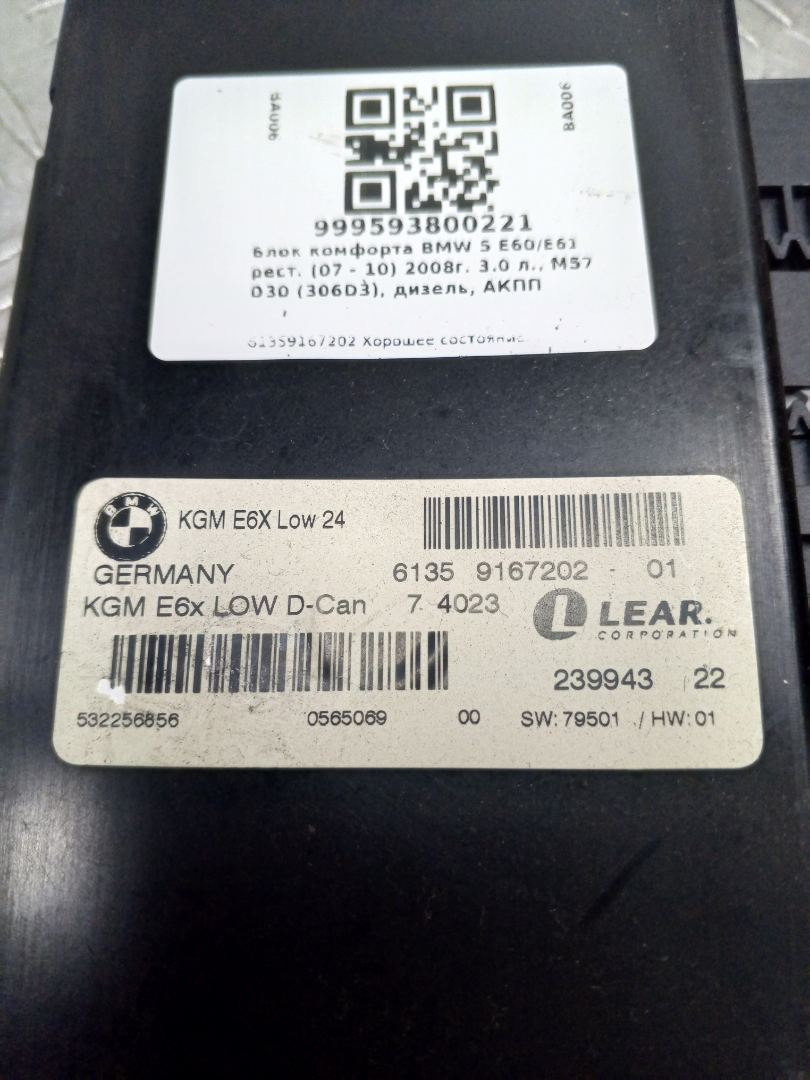 BA006
BA006
999593800221
Блок комфорта BMW 5 E60/E61
рест. (07 - 10) 2008г. 3.0 л., M57
D30 (306D3), дизель, АКПП
61359167202 Хорошее состояние
BMW
KGM E6X Low 24
GERMANY 6135 9167202 - 01
KGM E6x LOW D-Can 7 4023
LEAR.
CORPORATION
239943 22
532256856 0565069 00 SW: 79501 / HW: 01